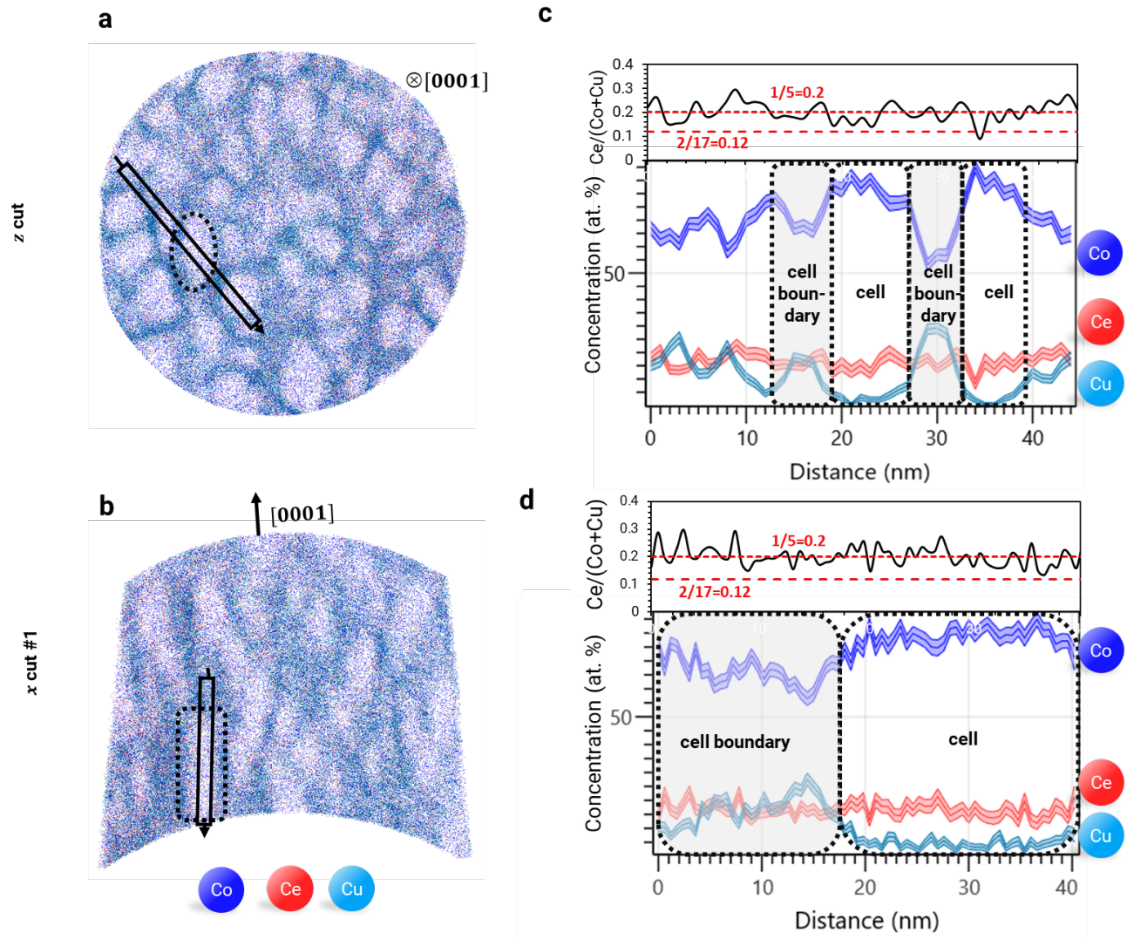 a
z cut
⊗[0001]
b
[0001]
x cut #1
Co
Ce
Cu
c
Ce/(Co+Cu)
0.4
0.3
0.2
0.1
0
1/5=0.2
2/17=0.12
Concentration (at. %)
50
cell
boun-
dary
cell
cell
boun-
dary
cell
Co
Ce
Cu
0 10 20 30 40
Distance (nm)
d
Ce/(Co+Cu)
0.4
0.3
0.2
0.1
0
1/5=0.2
2/17=0.12
Concentration (at. %)
50
cell boundary
cell
Co
Ce
Cu
0 10 20 30 40
Distance (nm)